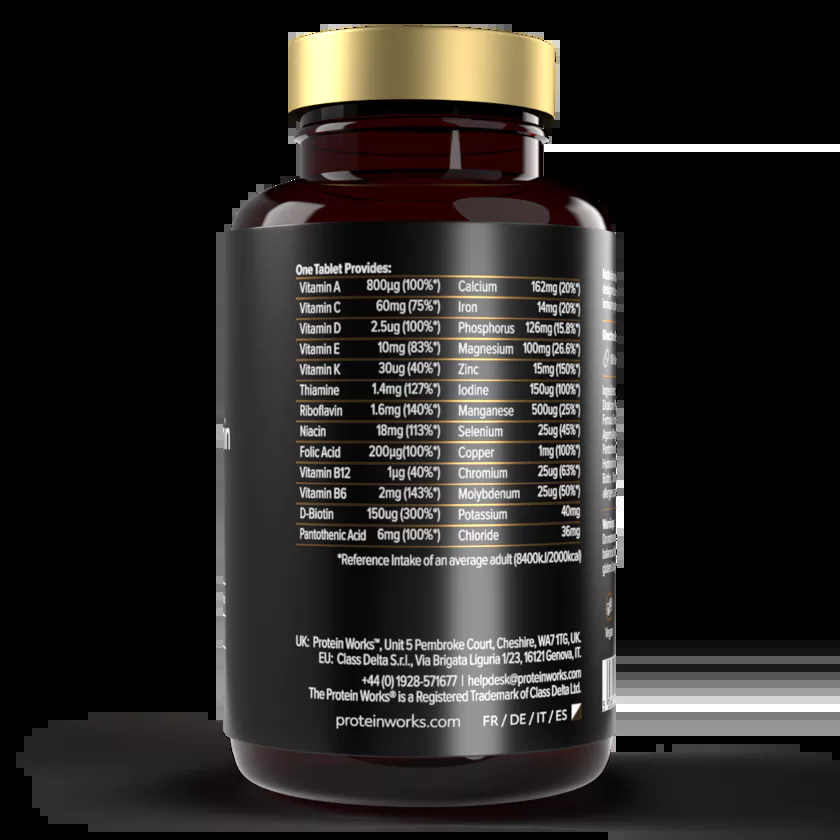 One Tablet Provides:
Vitamin A 800µg (100%*) Calcium 162mg (20%*)
Vitamin C 60mg (75%*) Iron 14mg (20%*)
Vitamin D 2.5ug (100%*) Phosphorus 126mg (15.8%*)
Vitamin E 10mg (83%*) Magnesium 100mg (26.6%*)
Vitamin K 30ug (40%*) Zinc 15mg (150%*)
Thiamine 1.4mg (127%*) Iodine 150ug (100%*)
Riboflavin 1.6mg (140%*) Manganese 500ug (25%*)
Niacin 18mg (113%*) Selenium 25ug (45%*)
Folic Acid 200µg(100%*) Copper 1mg (100%*)
Vitamin B12 1µg (40%*) Chromium 25ug (63%*)
Vitamin B6 2mg (143%*) Molybdenum 25ug (50%*)
D-Biotin 150ug (300%*) Potassium 40mg
Pantothenic Acid 6mg (100%*) Chloride 36mg
*Reference Intake of an average adult (8400kJ/2000kcal)
UK: Protein Works™, Unit 5 Pembroke Court, Cheshire, WA7 1TG, UK.
EU: Class Delta S.r.l., Via Brigata Liguria 1/23, 16121 Genova, IT.
+44 (0) 1928-571677 | helpdesk@proteinworks.com
The Protein Works® is a Registered Trademark of Class Delta Ltd.
proteinworks.com FR / DE / IT / ES
Vegan